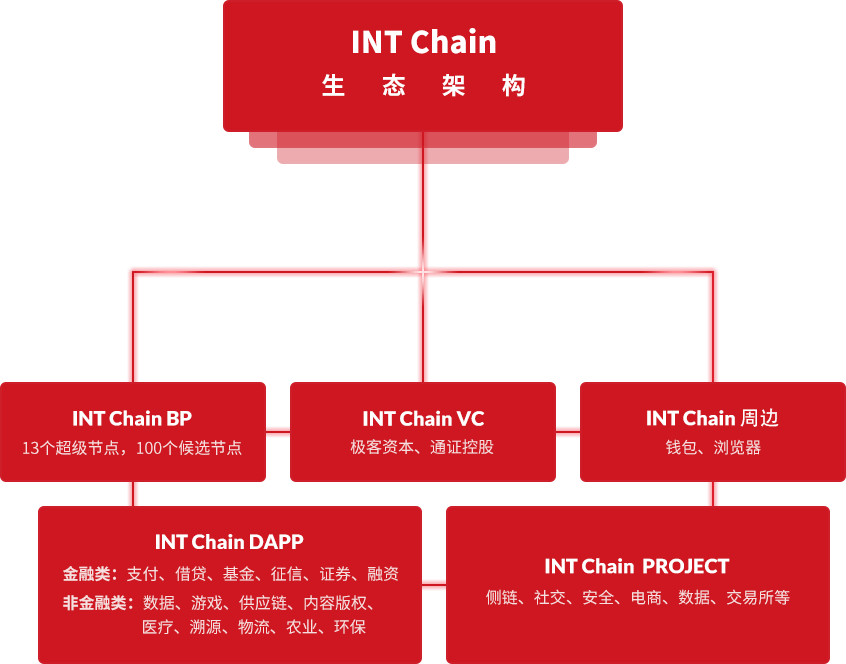 INT Chain
生 态 架 构
INT Chain BP
13个超级节点，100个候选节点
INT Chain VC
极客资本、通证控股
INT Chain 周边
钱包、浏览器
INT Chain DAPP
金融类：支付、借贷、基金、征信、证券、融资
非金融类：数据、游戏、供应链、内容版权、
医疗、溯源、物流、农业、环保
INT Chain PROJECT
侧链、社交、安全、电商、数据、交易所等